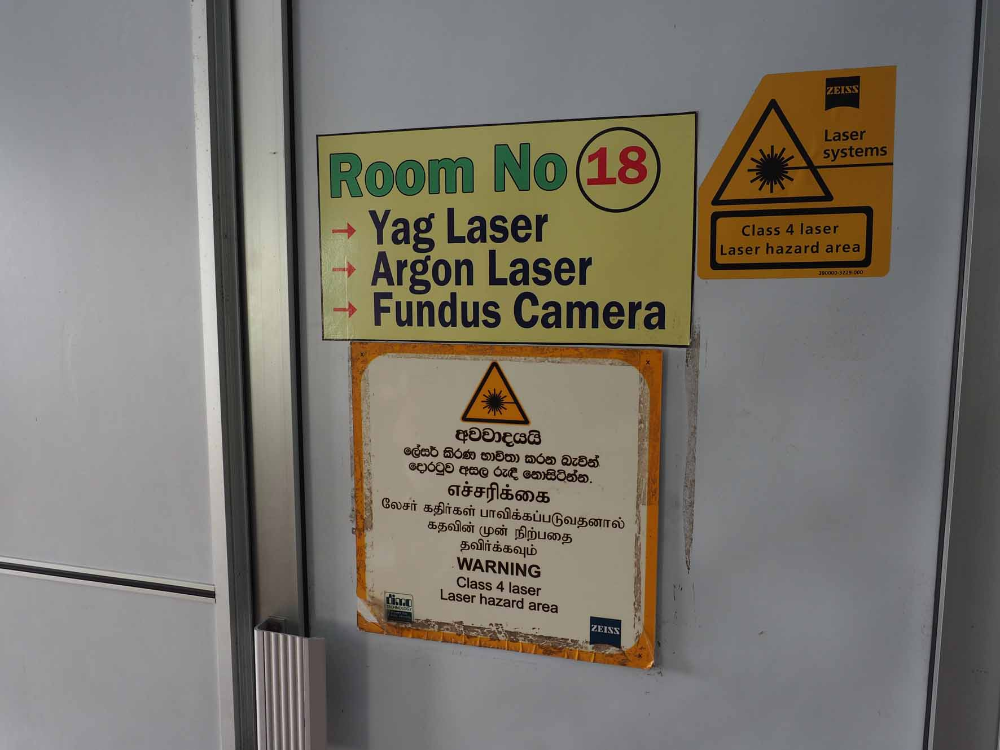 Room No 18
→ Yag Laser
→ Argon Laser
→ Fundus Camera
ZEISS
Laser
systems
Class 4 laser
Laser hazard area
390000-3229-000
අවවාදයයි
ලේසර් කිරණ භාවිතා කරන බැවින්
දොරටුව අසල රැඳී නොසිටින්න.
எச்சரிக்கை
லேசர் கதிர்கள் பாவிக்கப்படுவதனால்
கதவின் முன் நிற்பதை
தவிர்க்கவும்
WARNING
Class 4 laser
Laser hazard area
dimo
TECHNOLOGY
ZEISS